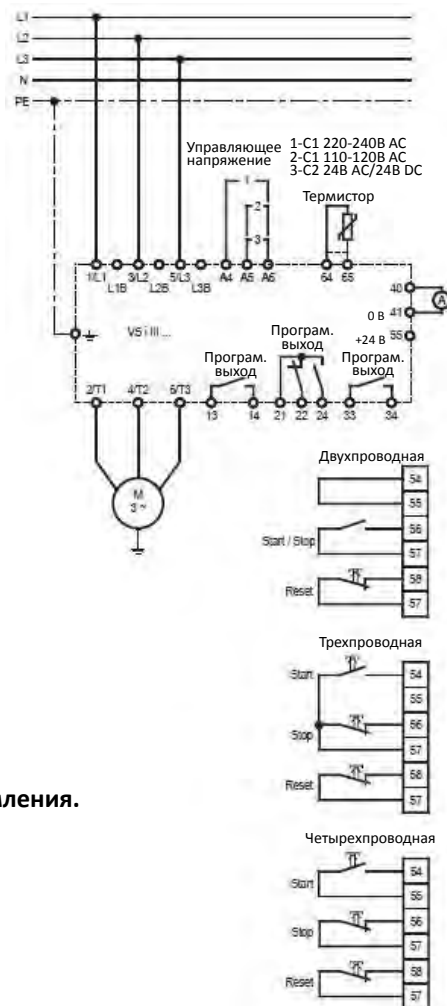 L1
L2
L3
N
PE
Управляющее напряжение
1-C1 220-240В AC
2-C1 110-120В AC
3-C2 24В AC/24В DC
Термистор
1
2
3
1/L1
L1B
3/L2
L2B
5/L3
L3B
A4
A5
A6
64
65
40
A
41
0 В
55
+24 В
VS i III ...
Програм. выход
Програм. выход
Програм. выход
2/T1
4/T2
6/T3
13
14
21
22
24
33
34
M
3 ~
Двухпроводная
54
55
56
Start / Stop
57
58
Reset
57
Трехпроводная
Start
54
55
56
Stop
57
58
Reset
57
мления.
Четырехпроводная
54
Start
55
56
Stop
57
58
Reset
57